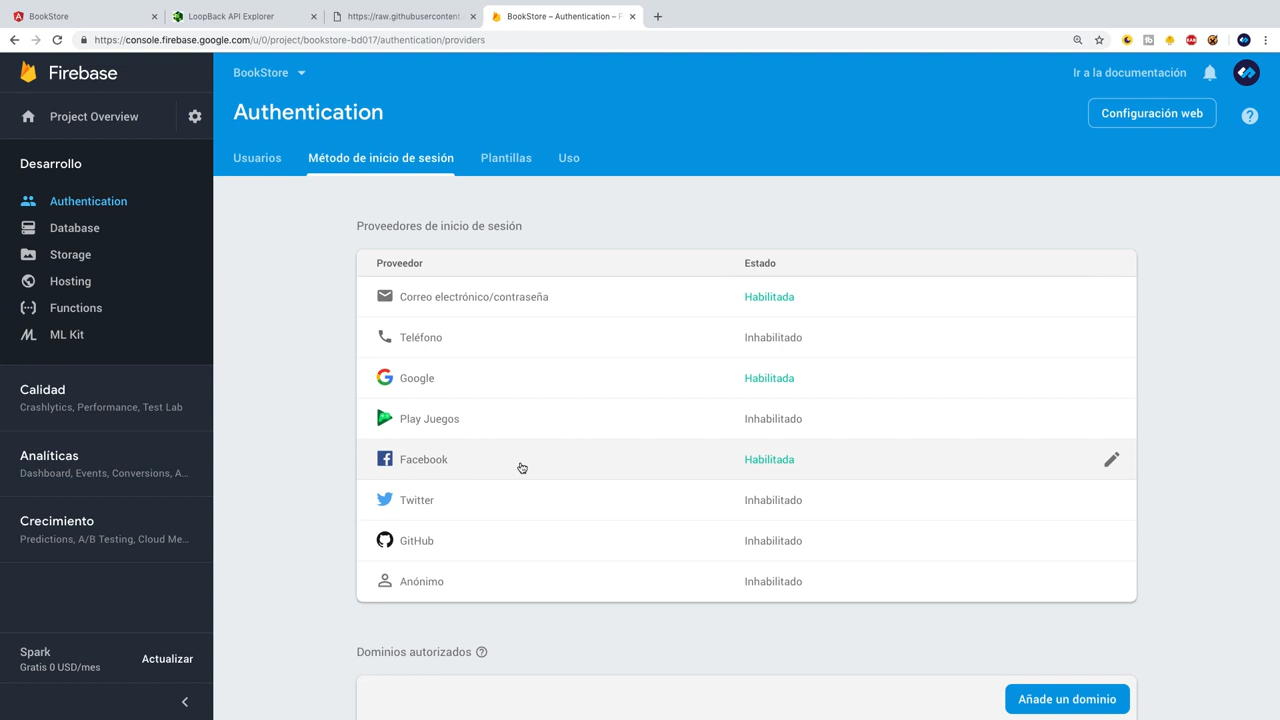 BookStore
LoopBack API Explorer
https://raw.githubusercontent
BookStore – Authentication – F
https://console.firebase.google.com/u/0/project/bookstore-bd017/authentication/providers
Firebase
BookStore
Ir a la documentación
Project Overview
Authentication
Configuración web
Usuarios
Método de inicio de sesión
Plantillas
Uso
Desarrollo
Authentication
Database
Storage
Hosting
Functions
ML Kit
Calidad
Crashlytics, Performance, Test Lab
Analíticas
Dashboard, Events, Conversions, A...
Crecimiento
Predictions, A/B Testing, Cloud Me...
Spark
Gratis 0 USD/mes
Actualizar
Proveedores de inicio de sesión
Proveedor Estado
Correo electrónico/contraseña Habilitada
Teléfono Inhabilitado
Google Habilitada
Play Juegos Inhabilitado
Facebook Habilitada
Twitter Inhabilitado
GitHub Inhabilitado
Anónimo Inhabilitado
Dominios autorizados
Añade un dominio